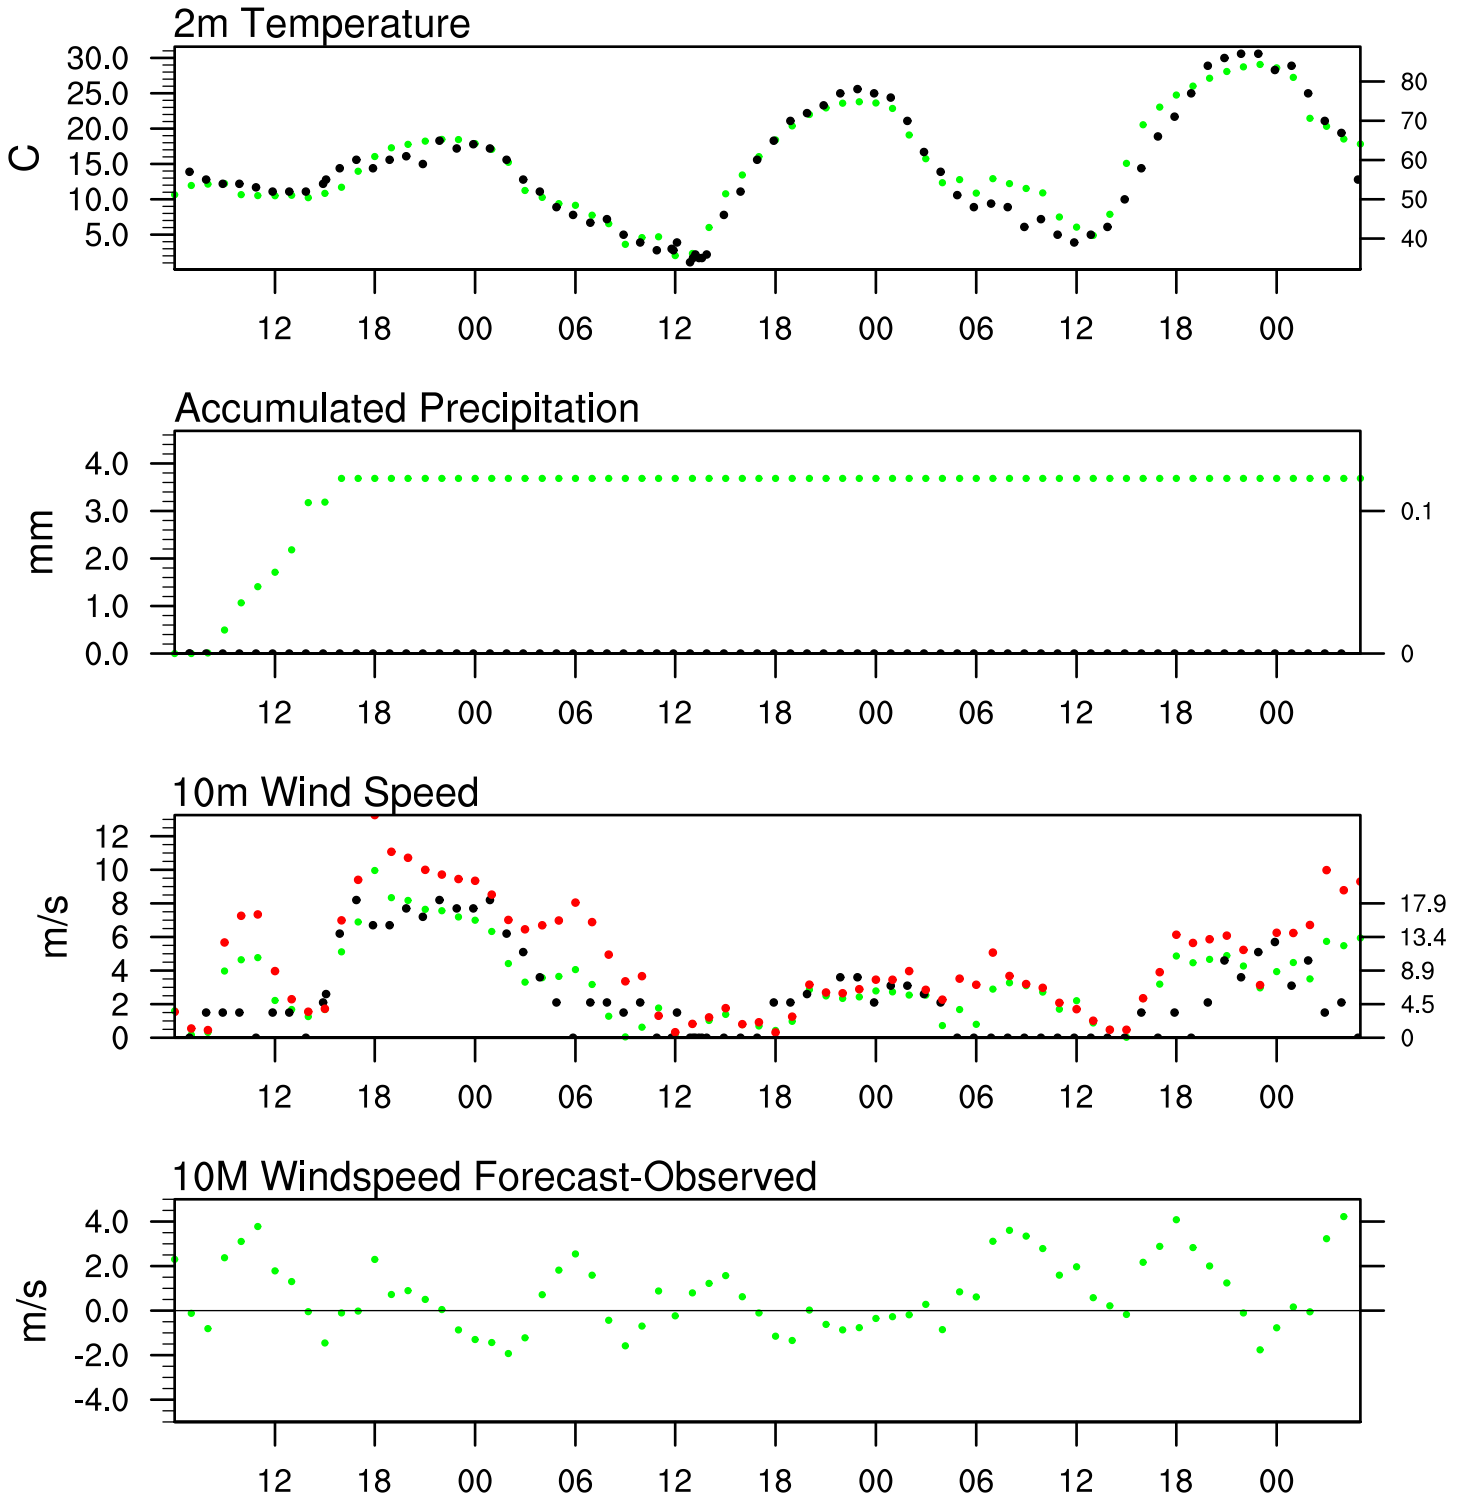 2m Temperature
30.0
25.0
20.0
15.0
10.0
5.0
C
80
70
60
50
40
12 18 00 06 12 18 00 06 12 18 00
Accumulated Precipitation
4.0
3.0
2.0
1.0
0.0
mm
0.1
0
12 18 00 06 12 18 00 06 12 18 00
10m Wind Speed
12
10
8
6
4
2
0
m/s
17.9
13.4
8.9
4.5
0
12 18 00 06 12 18 00 06 12 18 00
10M Windspeed Forecast-Observed
4.0
2.0
0.0
-2.0
-4.0
m/s
12 18 00 06 12 18 00 06 12 18 00